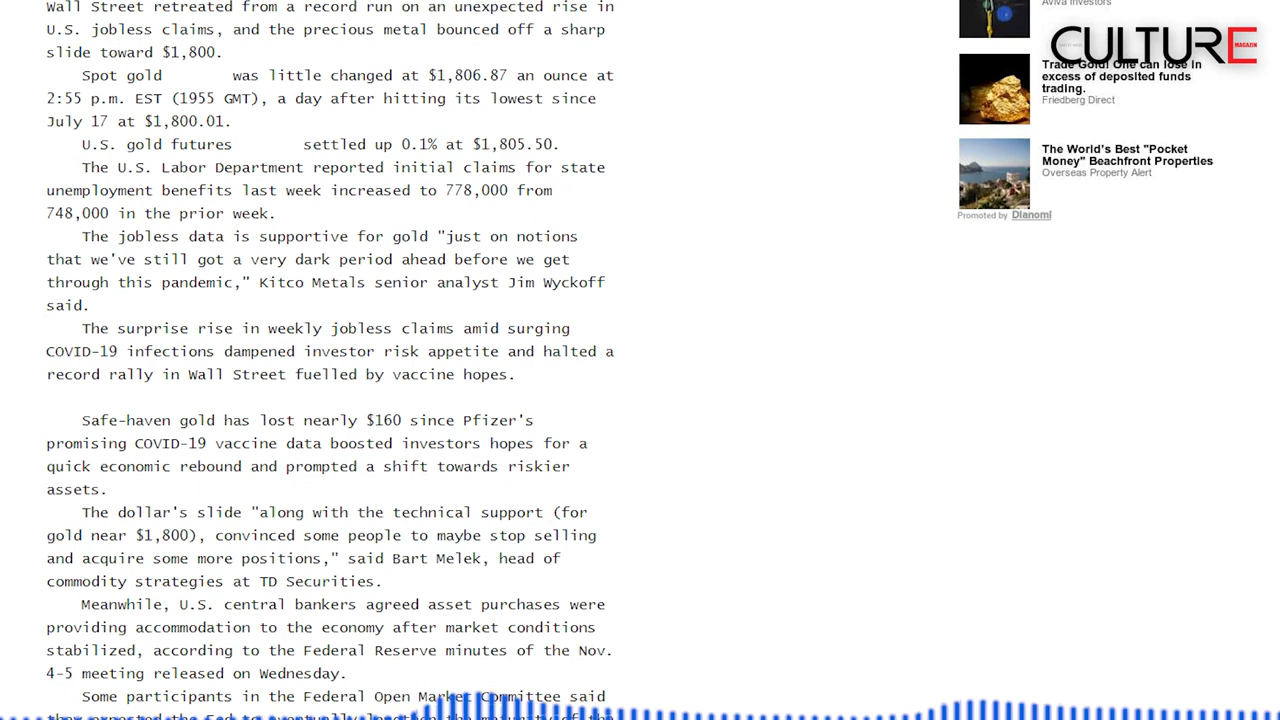 Wall Street retreated from a record run on an unexpected rise in
U.S. jobless claims, and the precious metal bounced off a sharp
slide toward $1,800.
Spot gold was little changed at $1,806.87 an ounce at
2:55 p.m. EST (1955 GMT), a day after hitting its lowest since
July 17 at $1,800.01.
U.S. gold futures settled up 0.1% at $1,805.50.
The U.S. Labor Department reported initial claims for state
unemployment benefits last week increased to 778,000 from
748,000 in the prior week.
The jobless data is supportive for gold "just on notions
that we've still got a very dark period ahead before we get
through this pandemic," Kitco Metals senior analyst Jim Wyckoff
said.
The surprise rise in weekly jobless claims amid surging
COVID-19 infections dampened investor risk appetite and halted a
record rally in Wall Street fuelled by vaccine hopes.
Safe-haven gold has lost nearly $160 since Pfizer's
promising COVID-19 vaccine data boosted investors hopes for a
quick economic rebound and prompted a shift towards riskier
assets.
The dollar's slide "along with the technical support (for
gold near $1,800), convinced some people to maybe stop selling
and acquire some more positions," said Bart Melek, head of
commodity strategies at TD Securities.
Meanwhile, U.S. central bankers agreed asset purchases were
providing accommodation to the economy after market conditions
stabilized, according to the Federal Reserve minutes of the Nov.
4-5 meeting released on Wednesday.
Some participants in the Federal Open Market Committee said
they expected the Fed to eventually lengthen the maturity of the
Aviva Investors
CULTURE
MAGAZIN
Trade Gold! One can lose in
excess of deposited funds
trading.
Friedberg Direct
The World's Best "Pocket
Money" Beachfront Properties
Overseas Property Alert
Promoted by Dianomi